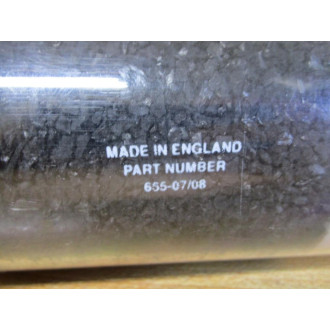 MADE IN ENGLAND
PART NUMBER
655-07/08